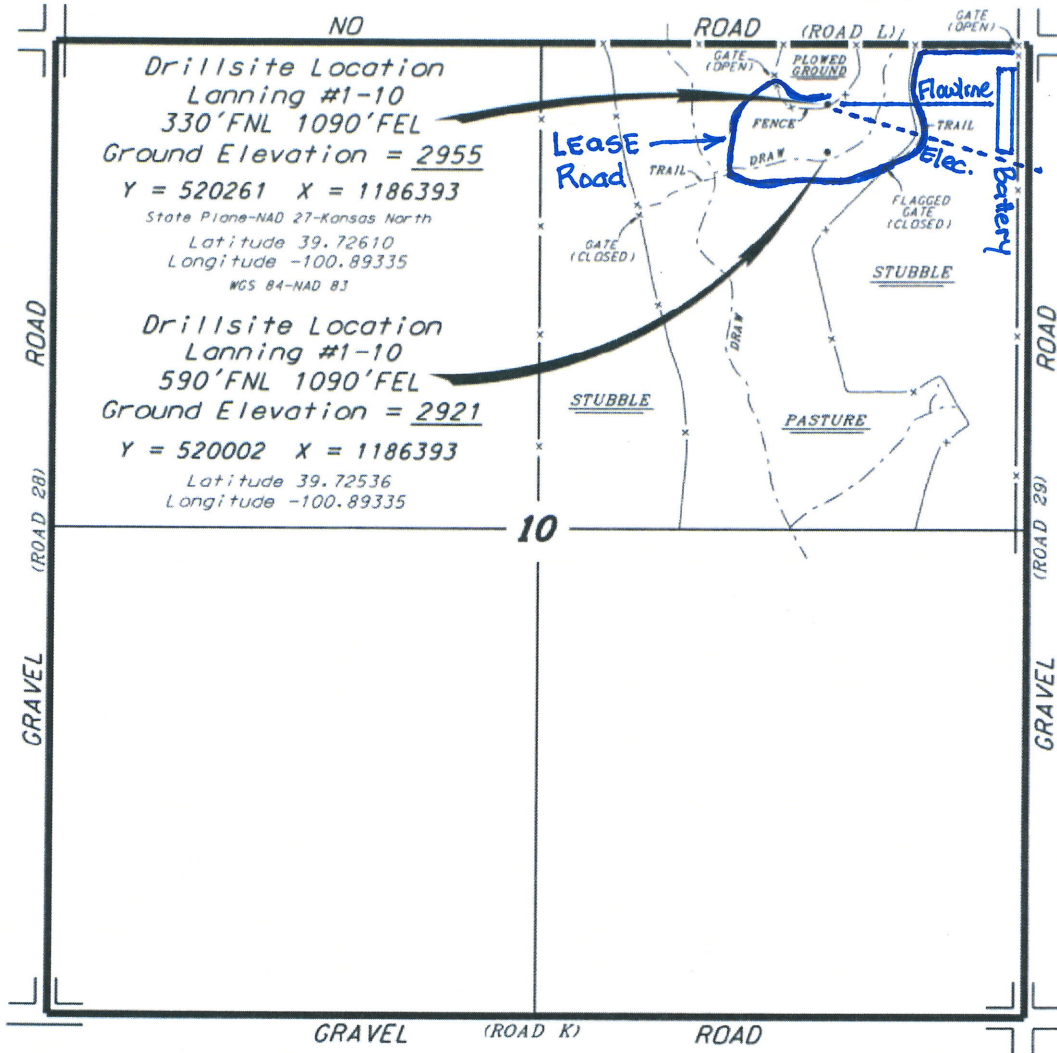 NO ROAD (ROAD L)
GATE
(OPEN)
Drillsite Location
Lanning #1-10
330'FNL 1090'FEL
Ground Elevation = 2955
Y = 520261 X = 1186393
State Plane-NAD 27-Kansas North
Latitude 39.72610
Longitude -100.89335
WGS 84-NAD 83
GATE
(OPEN)
PLOWED
GROUND
Flowline
FENCE
TRAIL
LEASE
Road
DRAW
Elec.
TRAIL
Battery
FLAGGED
GATE
(CLOSED)
GATE
(CLOSED)
STUBBLE
Drillsite Location
Lanning #1-10
590'FNL 1090'FEL
Ground Elevation = 2921
Y = 520002 X = 1186393
Latitude 39.72536
Longitude -100.89335
DRAW
STUBBLE
PASTURE
ROAD
(ROAD 28)
GRAVEL
ROAD
(ROAD 29)
GRAVEL
10
GRAVEL (ROAD K) ROAD